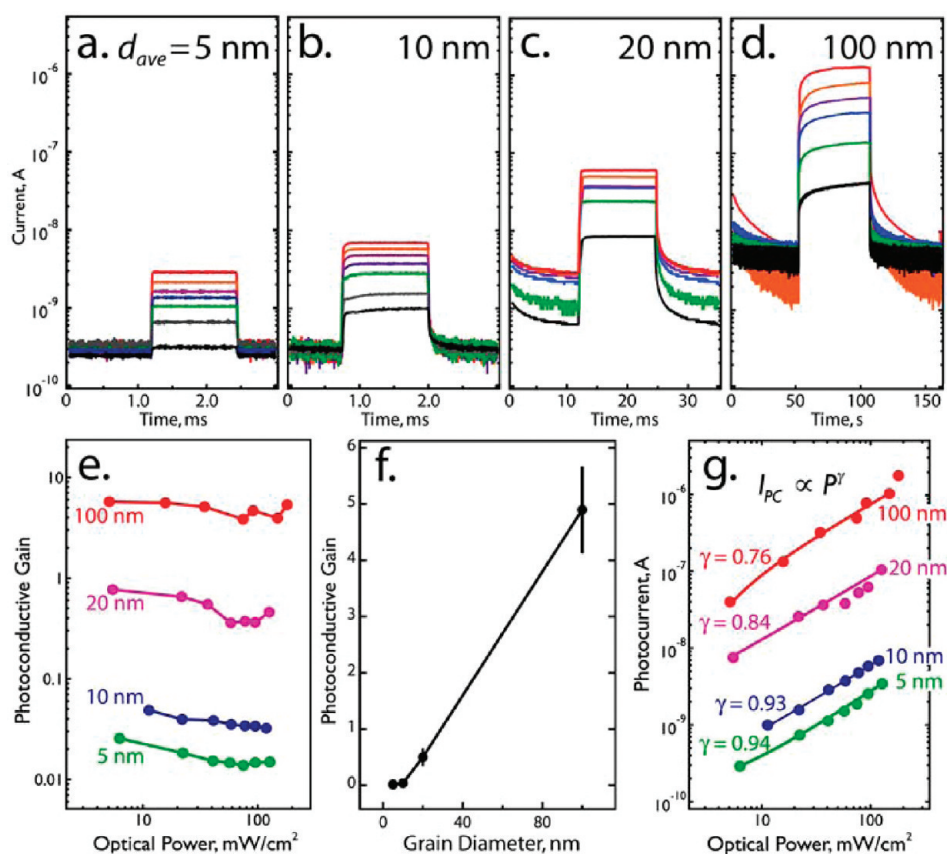 a. d_ave = 5 nm
b. 10 nm
c. 20 nm
d. 100 nm
Current, A
10⁻⁶
10⁻⁷
10⁻⁸
10⁻⁹
10⁻¹⁰
0 1.0 2.0
Time, ms
0 1.0 2.0
Time, ms
0 10 20 30
Time, ms
0 50 100 150
Time, s
e.
Photoconductive Gain
10
1
0.1
0.01
100 nm
20 nm
10 nm
5 nm
10 100
Optical Power, mW/cm²
f.
Photoconductive Gain
6
5
4
3
2
1
0
0 40 60 80
Grain Diameter, nm
g.
I_PC ∝ P^γ
Photocurrent, A
10⁻⁶
10⁻⁷
10⁻⁸
10⁻⁹
10⁻¹⁰
100 nm
γ = 0.76
20 nm
γ = 0.84
10 nm
γ = 0.93
5 nm
γ = 0.94
10 100
Optical Power, mW/cm²